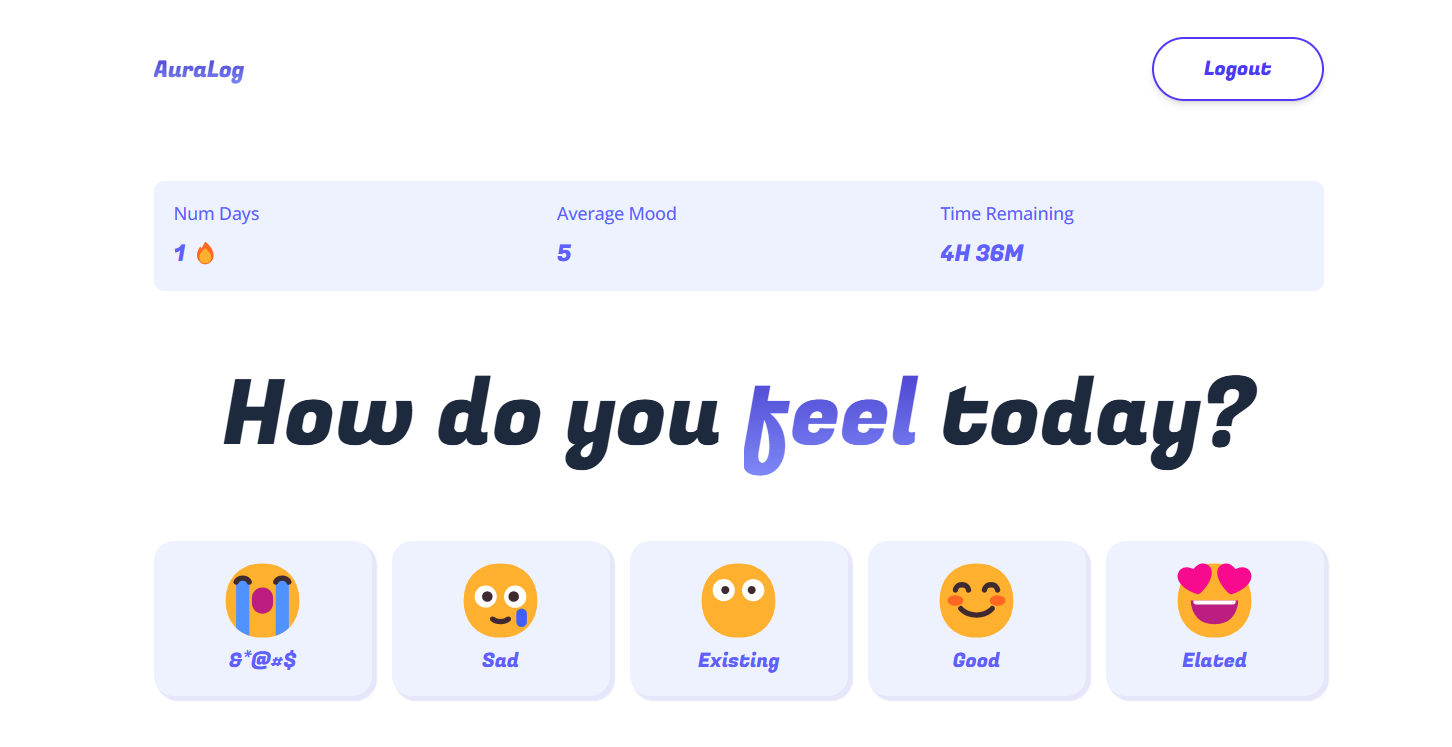 AuraLog
Logout
Num Days
Average Mood
Time Remaining
1 🔥
5
4H 36M
How do you feel today?
&*@#$
Sad
Existing
Good
Elated